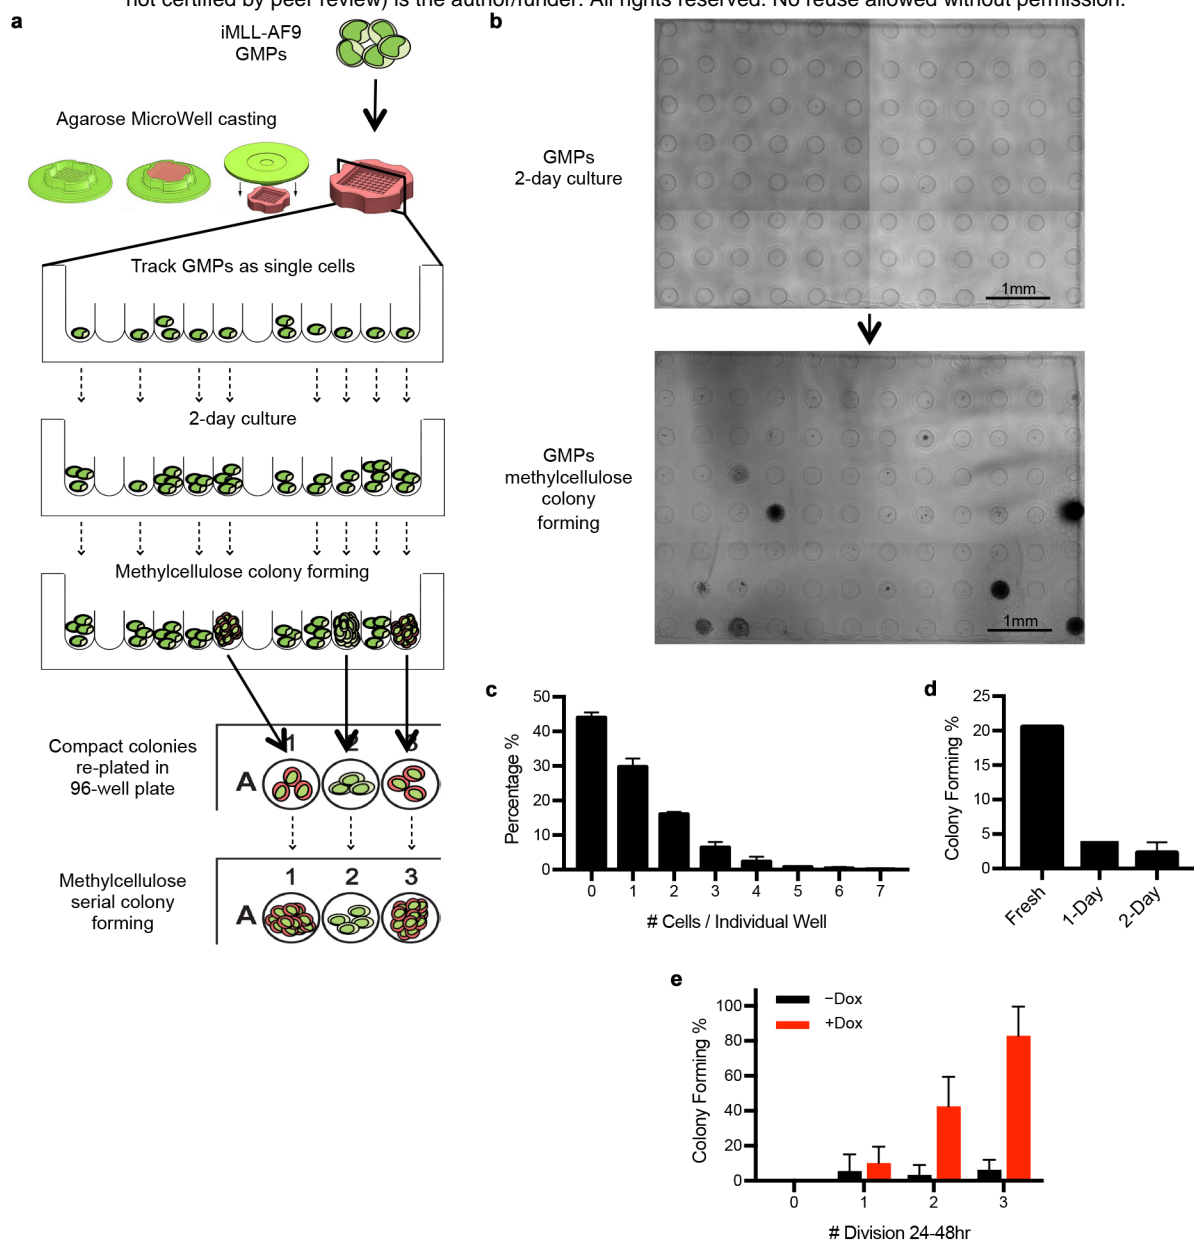 not certified by peer review) is the author/funder. All rights reserved. No reuse allowed without permission.
a
iMLL-AF9
GMPs
Agarose MicroWell casting
Track GMPs as single cells
2-day culture
Methylcellulose colony forming
Compact colonies
re-plated in
96-well plate
1 2 3
A
Methylcellulose
serial colony
forming
1 2 3
A
b
GMPs
2-day culture
1mm
GMPs
methylcellulose
colony
forming
1mm
c
Percentage %
50
40
30
20
10
0
0 1 2 3 4 5 6 7
# Cells / Individual Well
d
Colony Forming %
25
20
15
10
5
0
Fresh
1-Day
2-Day
e
−Dox
+Dox
Colony Forming %
100
80
60
40
20
0
0 1 2 3
# Division 24-48hr